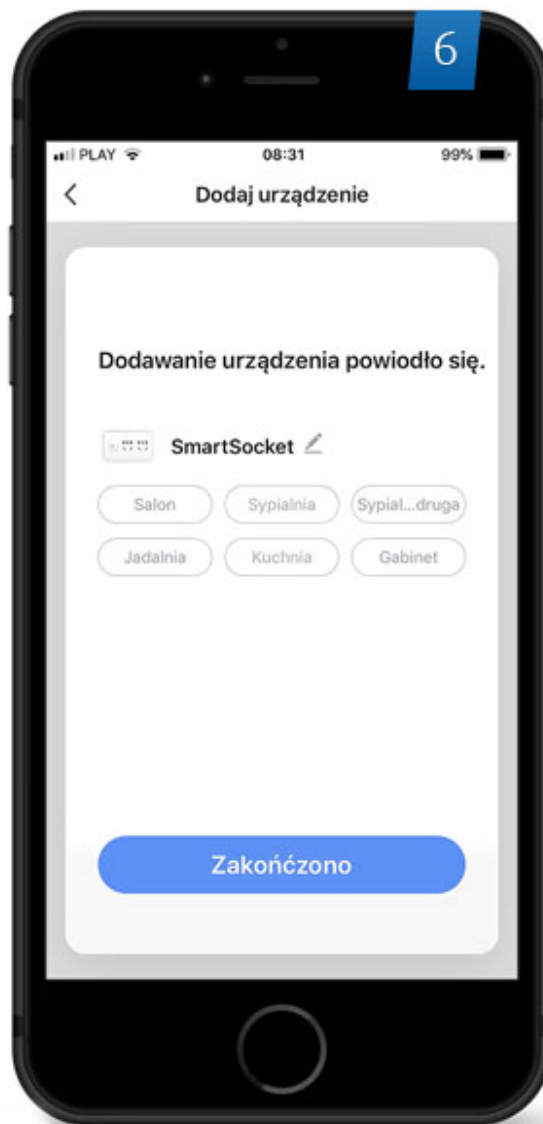 6
PLAY 08:31 99%
Dodaj urządzenie
Dodawanie urządzenia powiodło się.
SmartSocket
Salon Sypialnia Sypial...druga
Jadalnia Kuchnia Gabinet
Zakońćzono